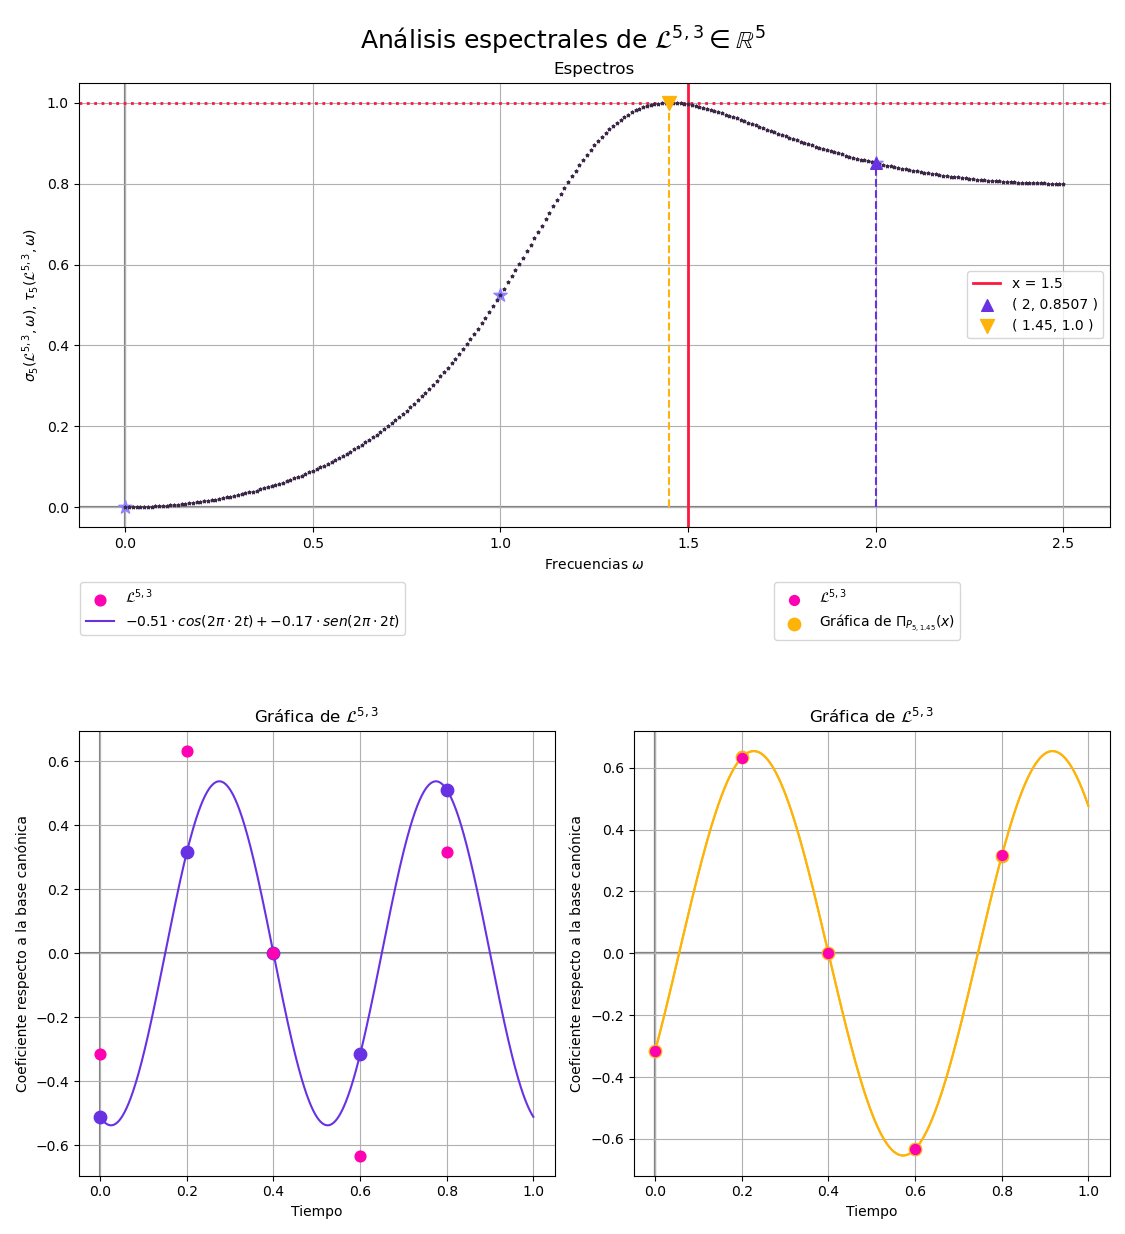 Análisis espectrales de 𝓛^{5,3} ∈ ℝ^5
Espectros
1.0
0.8
0.6
0.4
0.2
0.0
σ_5(𝓛^{5,3}, ω), τ_5(𝓛^{5,3}, ω)
x = 1.5
( 2, 0.8507 )
( 1.45, 1.0 )
0.0 0.5 1.0 1.5 2.0 2.5
Frecuencias ω
𝓛^{5,3}
−0.51 · cos(2π · 2t) + −0.17 · sen(2π · 2t)
𝓛^{5,3}
Gráfica de Π_{P_{5,1.45}}(x)
Gráfica de 𝓛^{5,3}
0.6
0.4
0.2
0.0
−0.2
−0.4
−0.6
Coeficiente respecto a la base canónica
0.0 0.2 0.4 0.6 0.8 1.0
Tiempo
Gráfica de 𝓛^{5,3}
0.6
0.4
0.2
0.0
−0.2
−0.4
−0.6
Coeficiente respecto a la base canónica
0.0 0.2 0.4 0.6 0.8 1.0
Tiempo